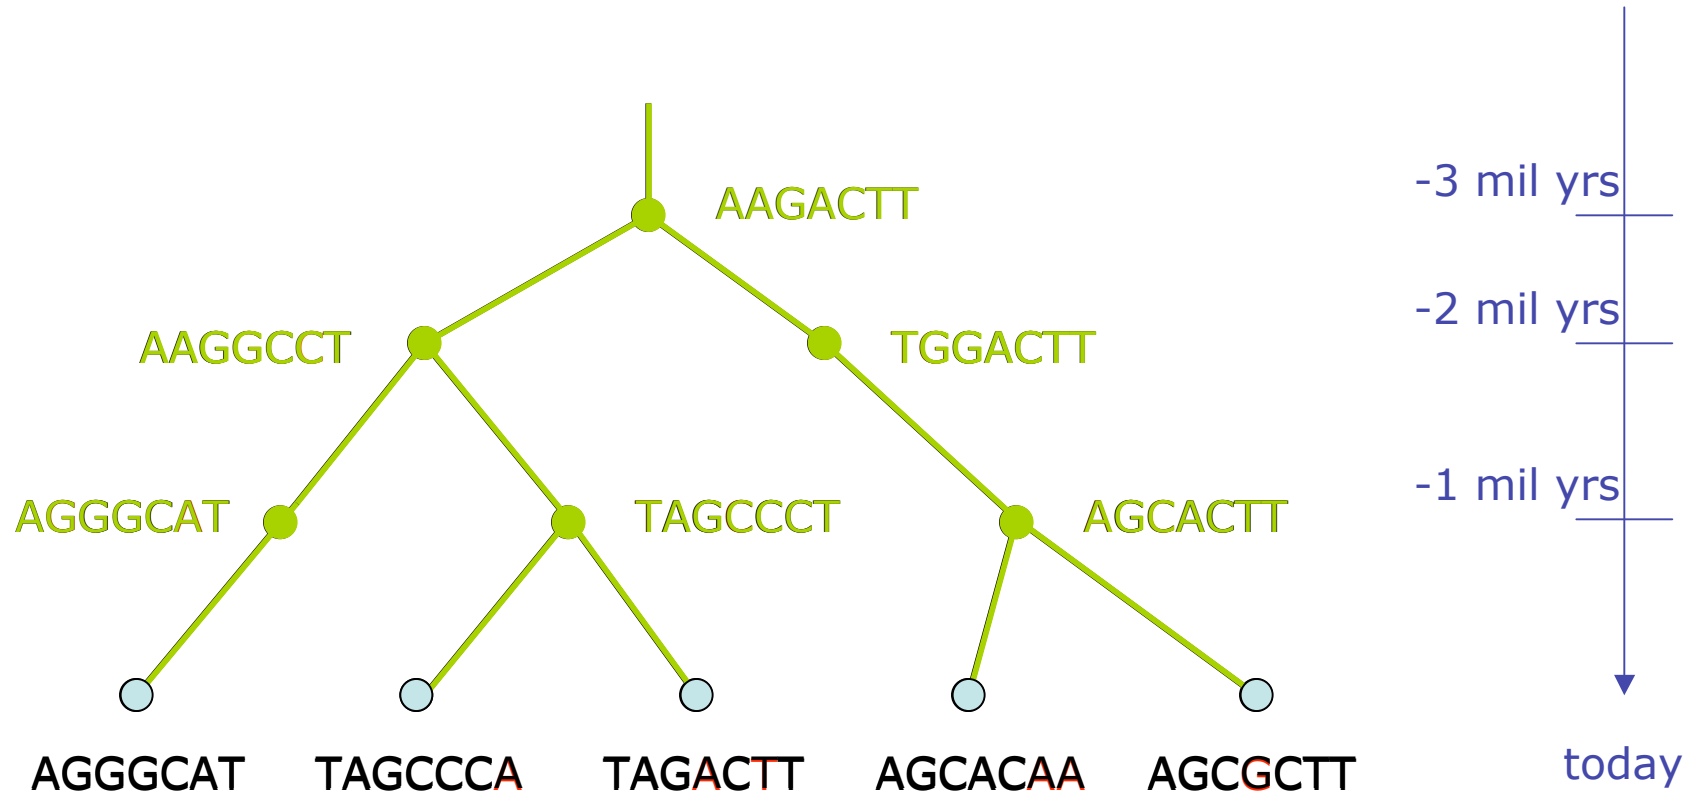 AAGACTT
-3 mil yrs
-2 mil yrs
AAGGCCT
TGGACTT
-1 mil yrs
AGGGCAT
TAGCCCT
AGCACTT
AGGGCAT
TAGCCCA
TAGACTT
AGCACAA
AGCGCTT
today